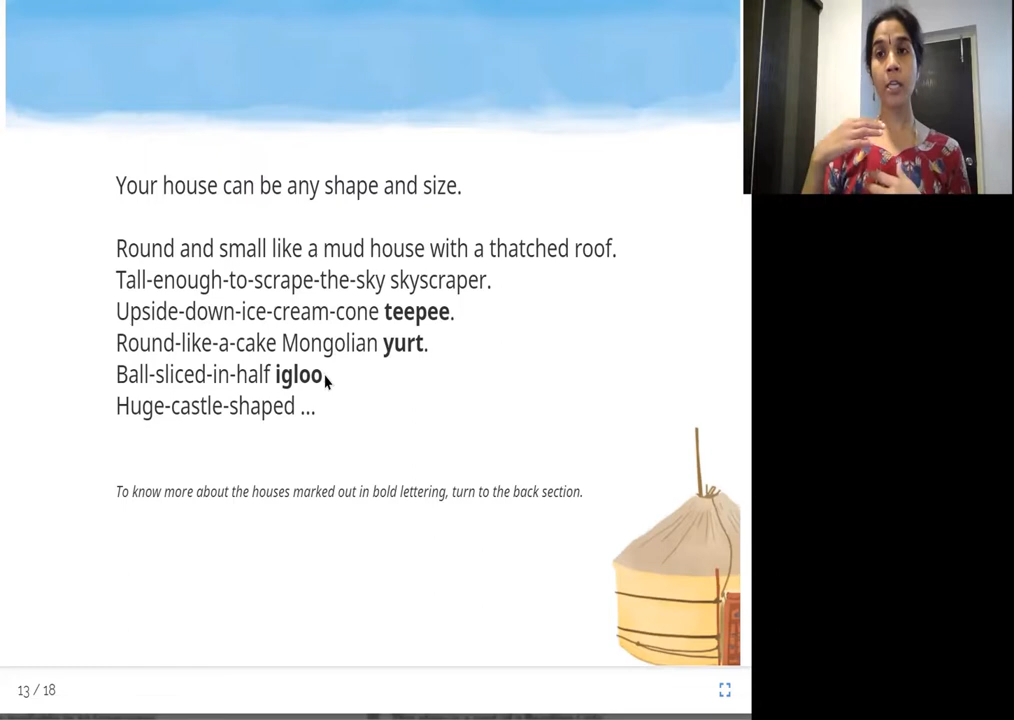 Your house can be any shape and size.
Round and small like a mud house with a thatched roof.
Tall-enough-to-scrape-the-sky skyscraper.
Upside-down-ice-cream-cone teepee.
Round-like-a-cake Mongolian yurt.
Ball-sliced-in-half igloo.
Huge-castle-shaped ...
To know more about the houses marked out in bold lettering, turn to the back section.
13 / 18